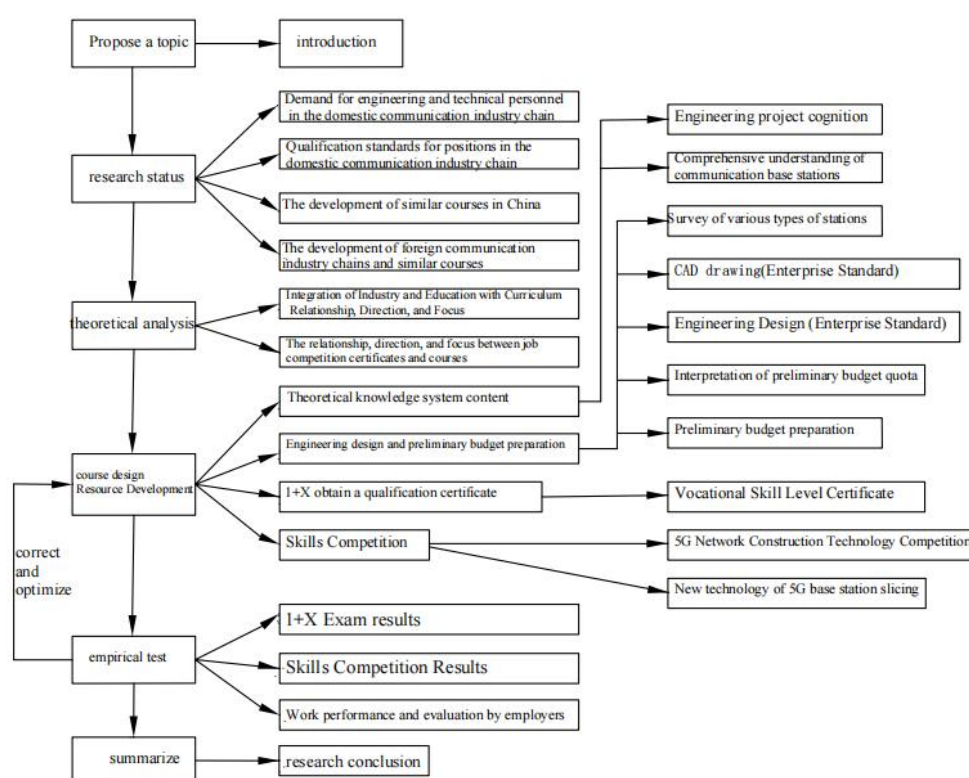 Propose a topic
introduction
research status
Demand for engineering and technical personnel
in the domestic communication industry chain
Qualification standards for positions in the
domestic communication industry chain
The development of similar courses in China
The development of foreign communication
industry chains and similar courses
theoretical analysis
Integration of Industry and Education with Curriculum
Relationship, Direction, and Focus
The relationship, direction, and focus between job
competition certificates and courses
course design
Resource Development
Theoretical knowledge system content
Engineering design and preliminary budget preparation
1+X obtain a qualification certificate
Skills Competition
Engineering project cognition
Comprehensive understanding of
communication base stations
Survey of various types of stations
CAD drawing(Enterprise Standard)
Engineering Design (Enterprise Standard)
Interpretation of preliminary budget quota
Preliminary budget preparation
Vocational Skill Level Certificate
5G Network Construction Technology Competition
New technology of 5G base station slicing
correct
and
optimize
empirical test
1+X Exam results
Skills Competition Results
Work performance and evaluation by employers
summarize
.research conclusion